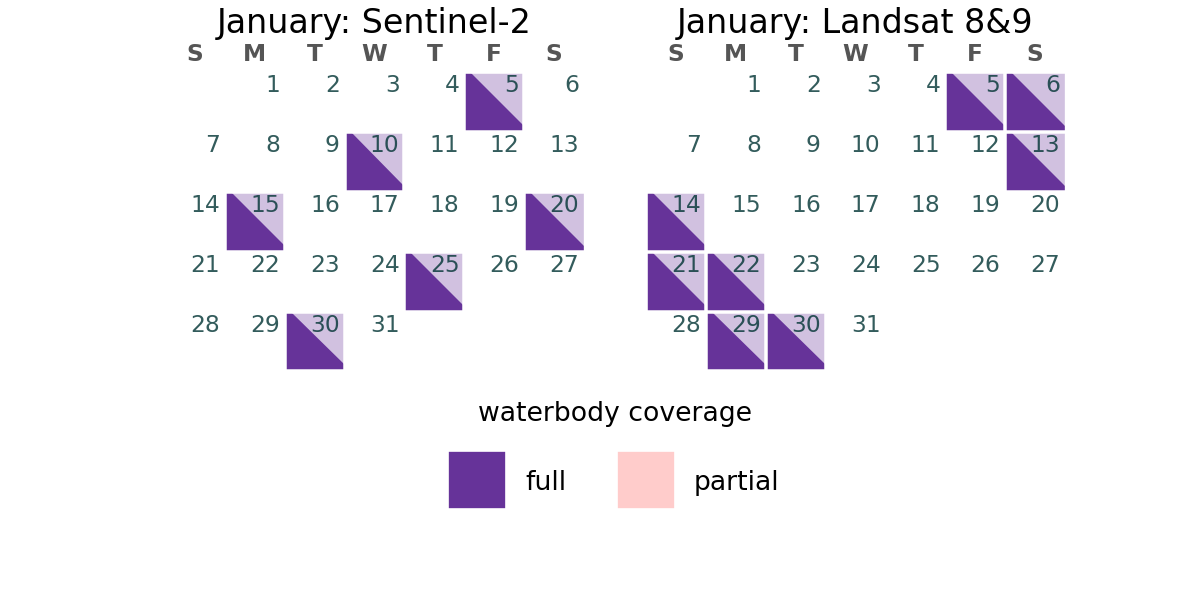 January: Sentinel-2
S M T W T F S
1 2 3 4 5 6
7 8 9 10 11 12 13
14 15 16 17 18 19 20
21 22 23 24 25 26 27
28 29 30 31
January: Landsat 8&9
S M T W T F S
1 2 3 4 5 6
7 8 9 10 11 12 13
14 15 16 17 18 19 20
21 22 23 24 25 26 27
28 29 30 31
waterbody coverage
full partial